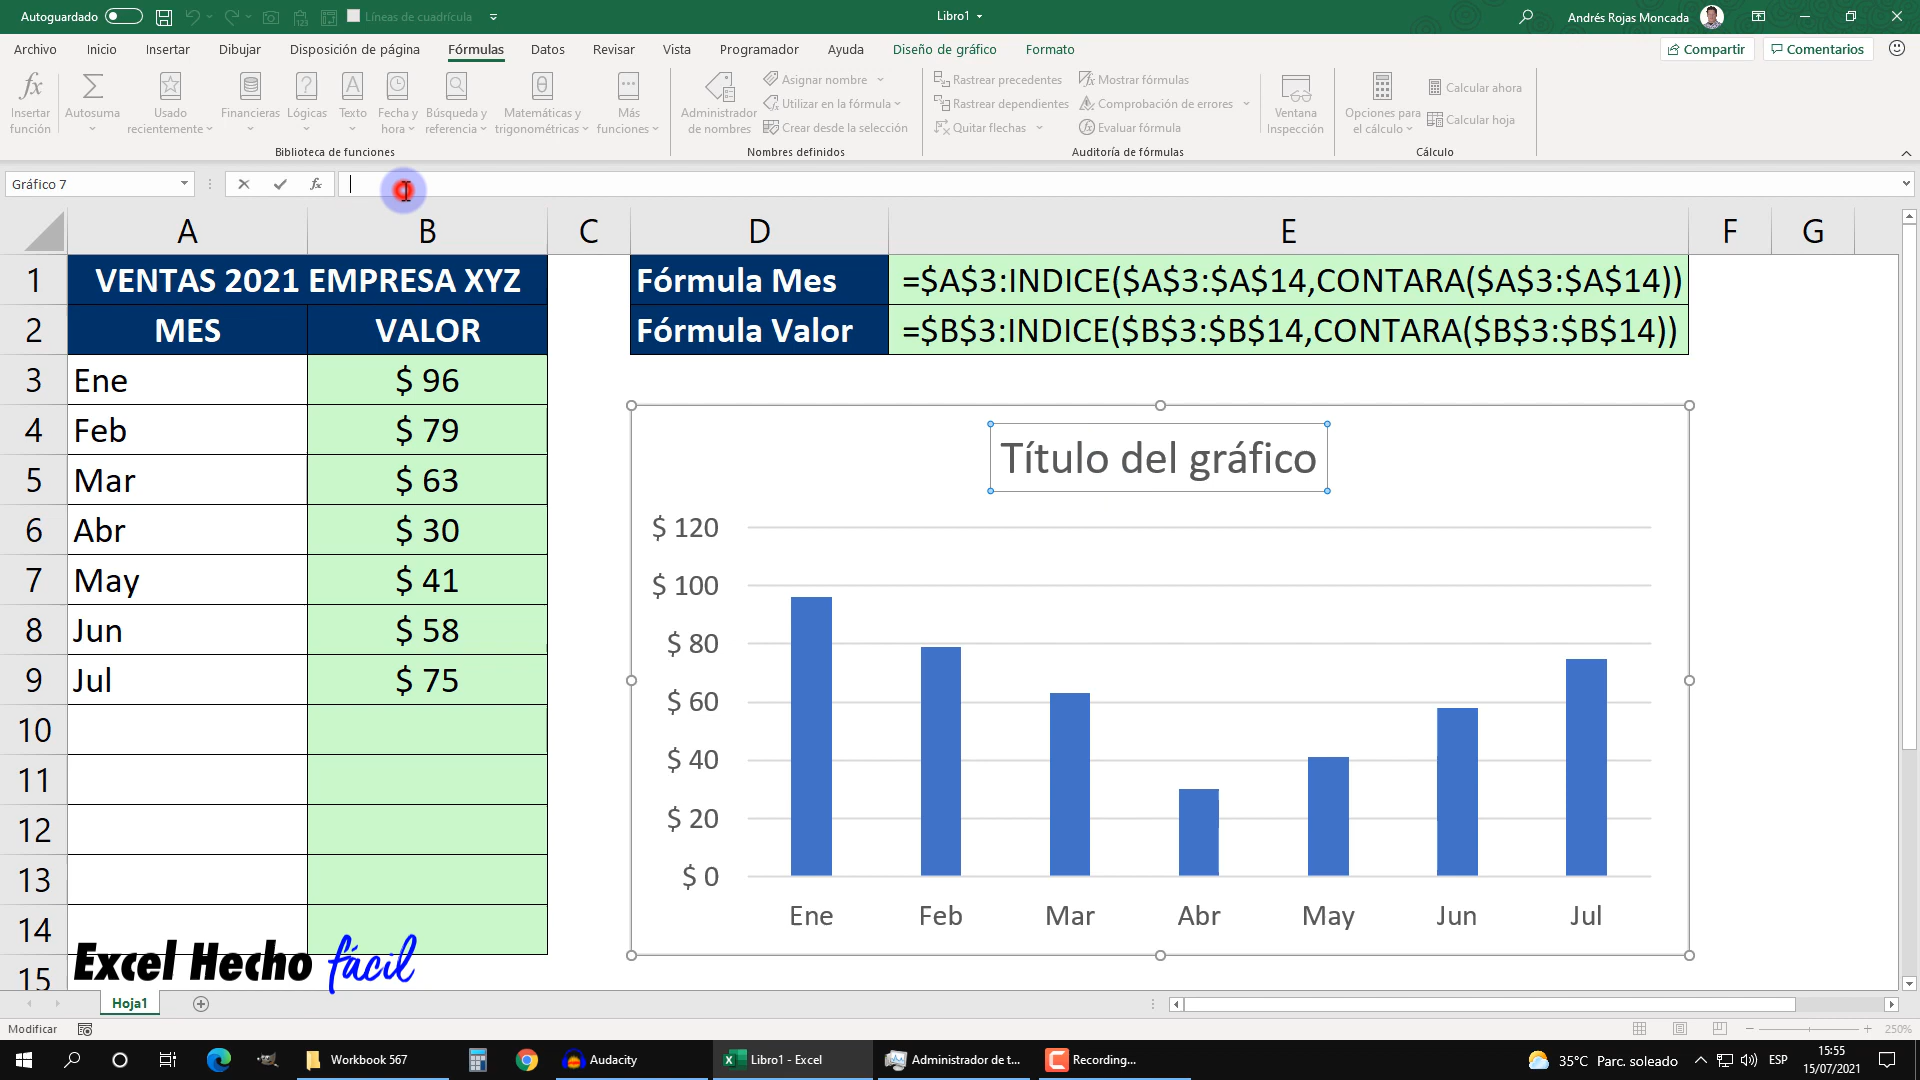 Autoguardado
Líneas de cuadrícula
Libro1
Andrés Rojas Moncada
Archivo Inicio Insertar Dibujar Disposición de página Fórmulas Datos Revisar Vista Programador Ayuda Diseño de gráfico Formato
Compartir Comentarios
Insertar función
Autosuma
Usado recientemente
Financieras
Lógicas
Texto
Fecha y hora
Búsqueda y referencia
Matemáticas y trigonométricas
Más funciones
Biblioteca de funciones
Administrador de nombres
Asignar nombre
Utilizar en la fórmula
Crear desde la selección
Nombres definidos
Rastrear precedentes
Rastrear dependientes
Quitar flechas
Mostrar fórmulas
Comprobación de errores
Evaluar fórmula
Auditoría de fórmulas
Ventana Inspección
Opciones para el cálculo
Calcular ahora
Calcular hoja
Cálculo
Gráfico 7
fx
A B C D E F G
1 VENTAS 2021 EMPRESA XYZ Fórmula Mes =$A$3:INDICE($A$3:$A$14,CONTARA($A$3:$A$14))
2 MES VALOR Fórmula Valor =$B$3:INDICE($B$3:$B$14,CONTARA($B$3:$B$14))
3 Ene $ 96
4 Feb $ 79
5 Mar $ 63
6 Abr $ 30
7 May $ 41
8 Jun $ 58
9 Jul $ 75
10
11
12
13
14
15
Título del gráfico
$ 120
$ 100
$ 80
$ 60
$ 40
$ 20
$ 0
Ene Feb Mar Abr May Jun Jul
Excel Hecho fácil
Hoja1
Modificar
250%
Workbook 567
Audacity
Libro1 - Excel
Administrador de t...
Recording...
35°C Parc. soleado
ESP
15:55
15/07/2021